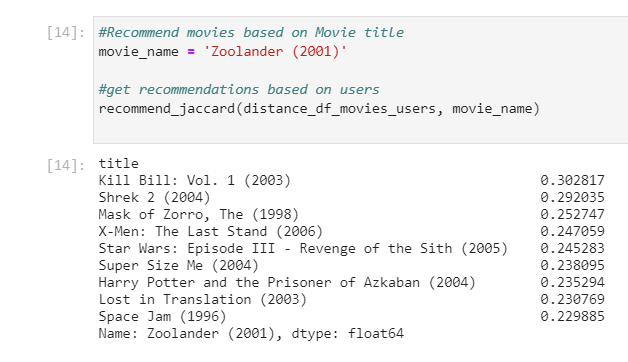 [14]: #Recommend movies based on Movie title
movie_name = 'Zoolander (2001)'
#get recommendations based on users
recommend_jaccard(distance_df_movies_users, movie_name)
[14]: title
Kill Bill: Vol. 1 (2003) 0.302817
Shrek 2 (2004) 0.292035
Mask of Zorro, The (1998) 0.252747
X-Men: The Last Stand (2006) 0.247059
Star Wars: Episode III - Revenge of the Sith (2005) 0.245283
Super Size Me (2004) 0.238095
Harry Potter and the Prisoner of Azkaban (2004) 0.235294
Lost in Translation (2003) 0.230769
Space Jam (1996) 0.229885
Name: Zoolander (2001), dtype: float64